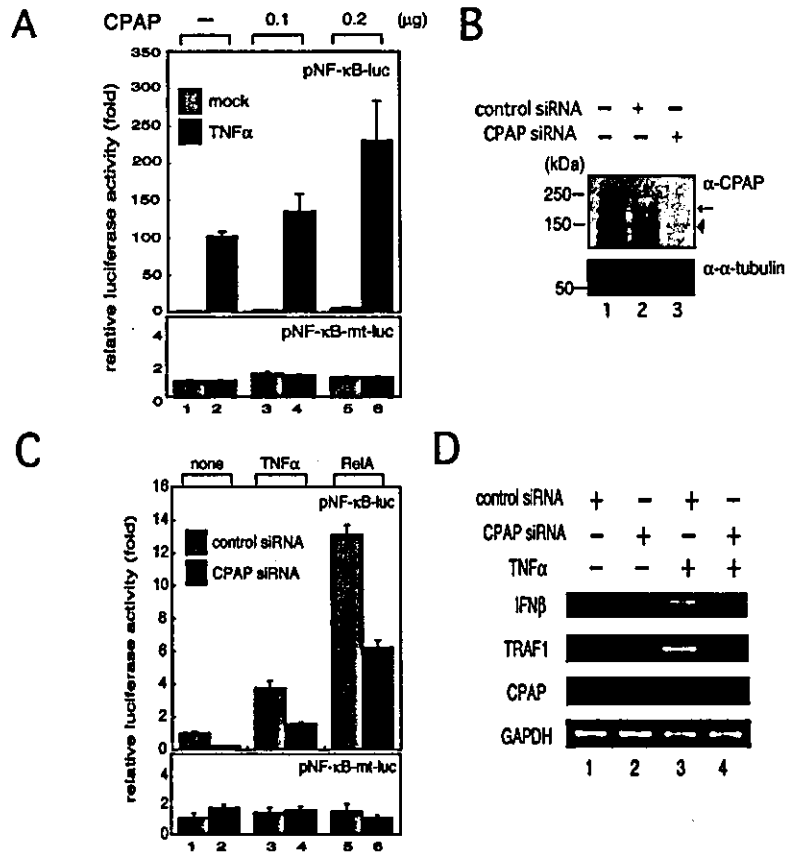 A
CPAP – 0.1 0.2 (μg)
relative luciferase activity (fold)
350
300
250
200
150
100
50
0
pNF-κB-luc
mock
TNFα
4
2
0
pNF-κB-mt-luc
1 2 3 4 5 6
B
control siRNA – + –
CPAP siRNA – – +
(kDa)
250
150
50
α-CPAP
α-α-tubulin
1 2 3
C
none TNFα RelA
relative luciferase activity (fold)
16
14
12
10
8
6
4
2
0
pNF-κB-luc
control siRNA
CPAP siRNA
4
2
0
pNF-κB-mt-luc
1 2 3 4 5 6
D
control siRNA + – + –
CPAP siRNA – + – +
TNFα – – + +
IFNβ
TRAF1
CPAP
GAPDH
1 2 3 4